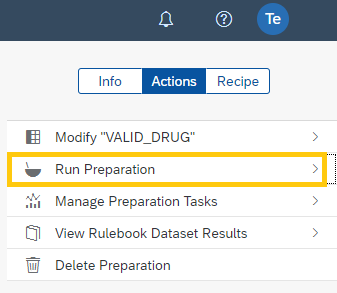 Te
Info Actions Recipe
Modify "VALID_DRUG"
Run Preparation
Manage Preparation Tasks
View Rulebook Dataset Results
Delete Preparation